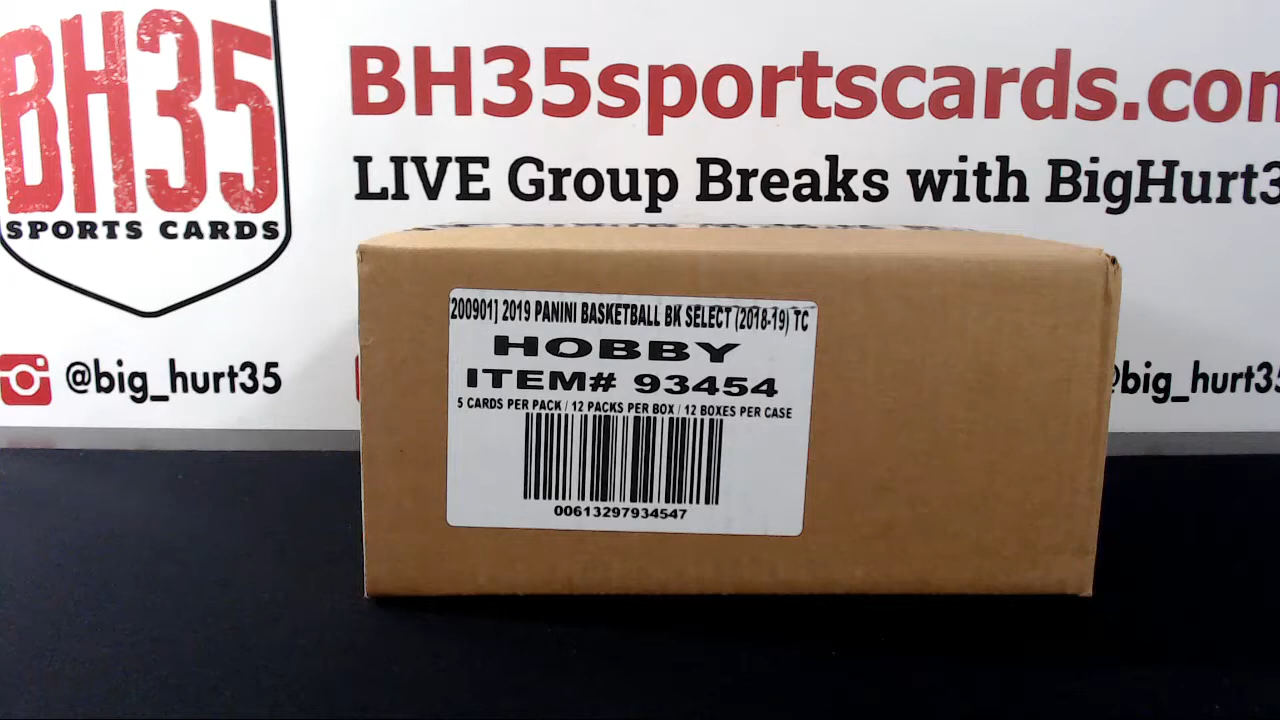 BH35
SPORTS CARDS
@big_hurt35
BH35sportscards.com
LIVE Group Breaks with BigHurt3
200901] 2019 PANINI BASKETBALL BK SELECT (2018-19) TC
HOBBY
ITEM# 93454
5 CARDS PER PACK / 12 PACKS PER BOX / 12 BOXES PER CASE
00613297934547
@big_hurt35